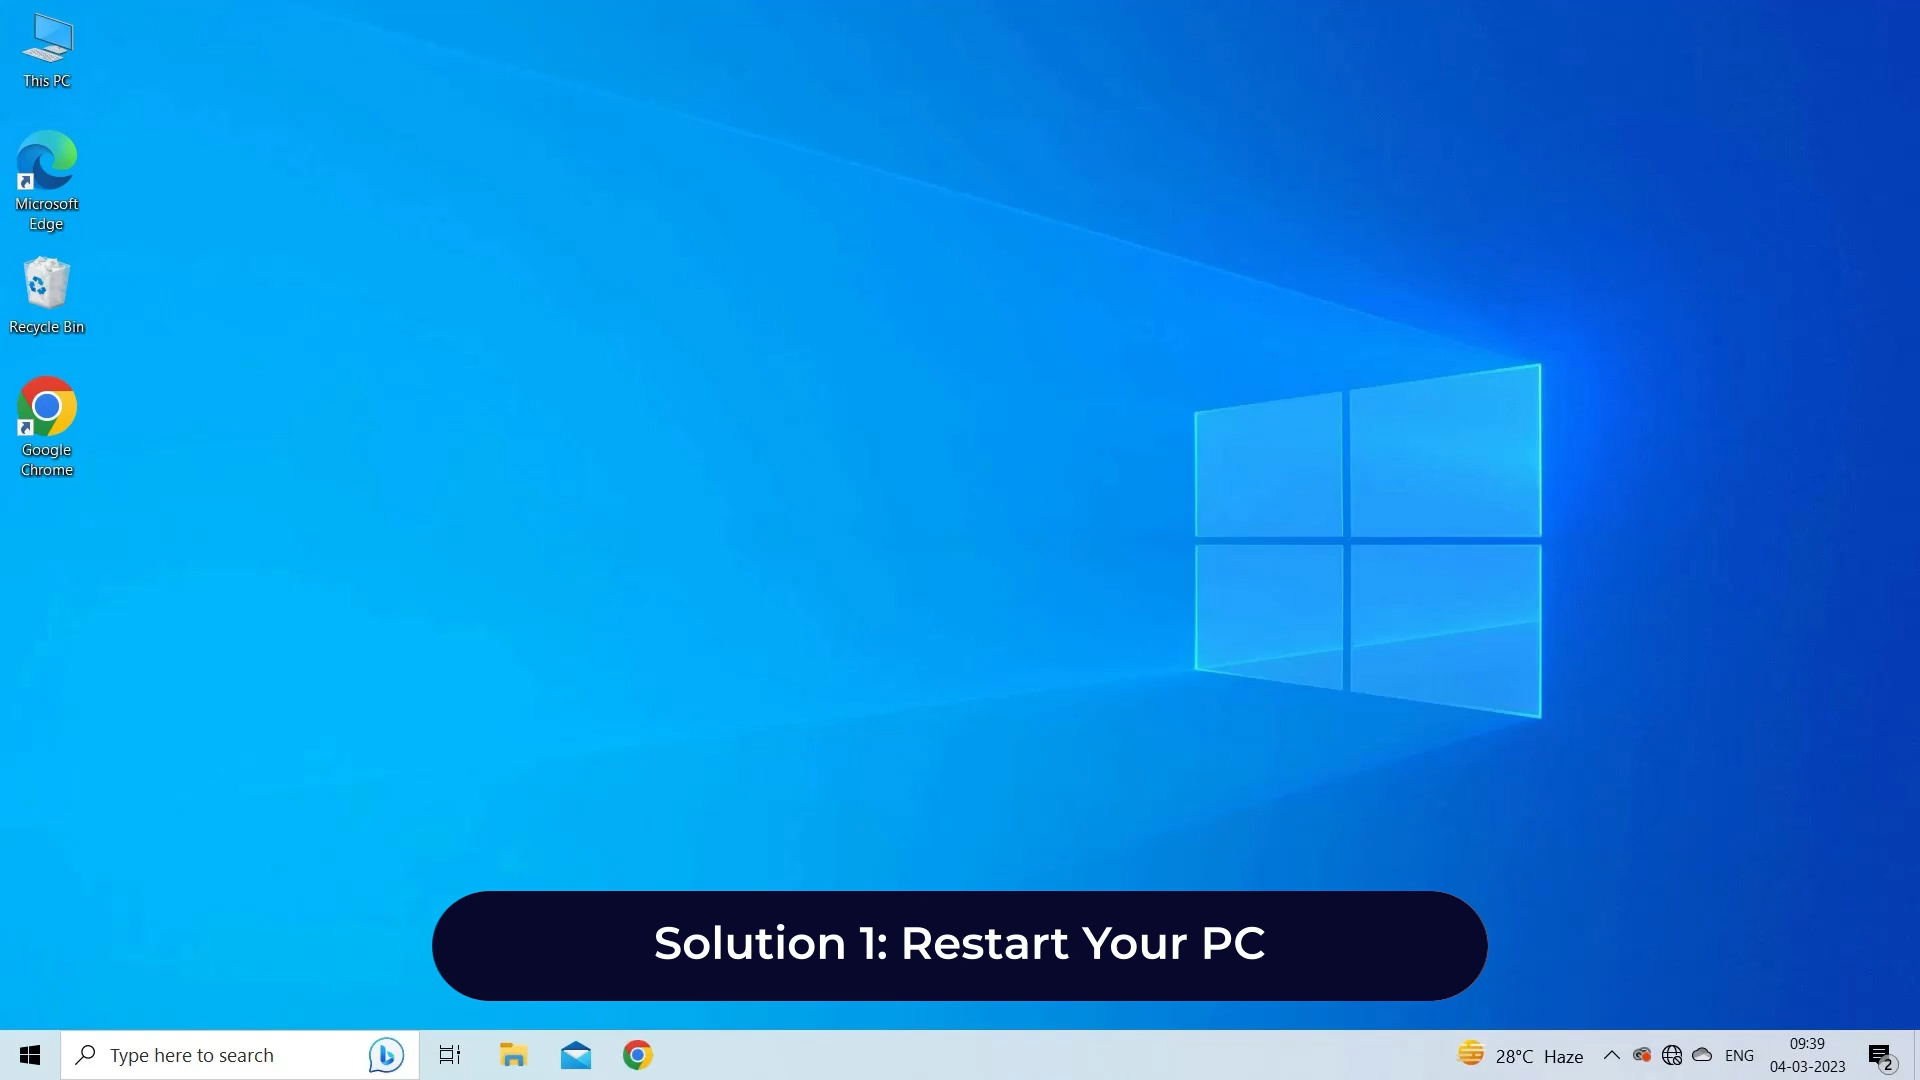 This PC
Microsoft
Edge
Recycle Bin
Google
Chrome
Solution 1: Restart Your PC
Type here to search
28°C Haze
ENG
09:39
04-03-2023
2